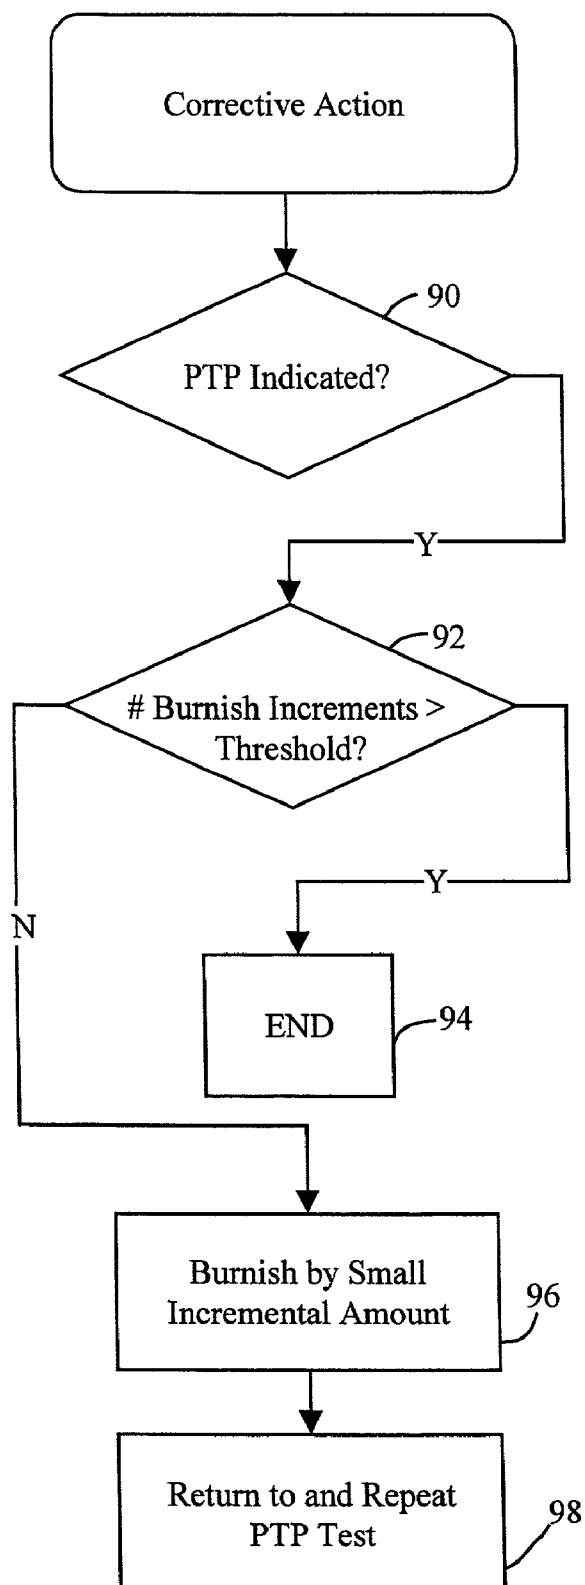 Corrective Action
90
PTP Indicated?
Y
92
# Burnish Increments >
Threshold?
Y
N
END
94
Burnish by Small
Incremental Amount
96
Return to and Repeat
PTP Test
98